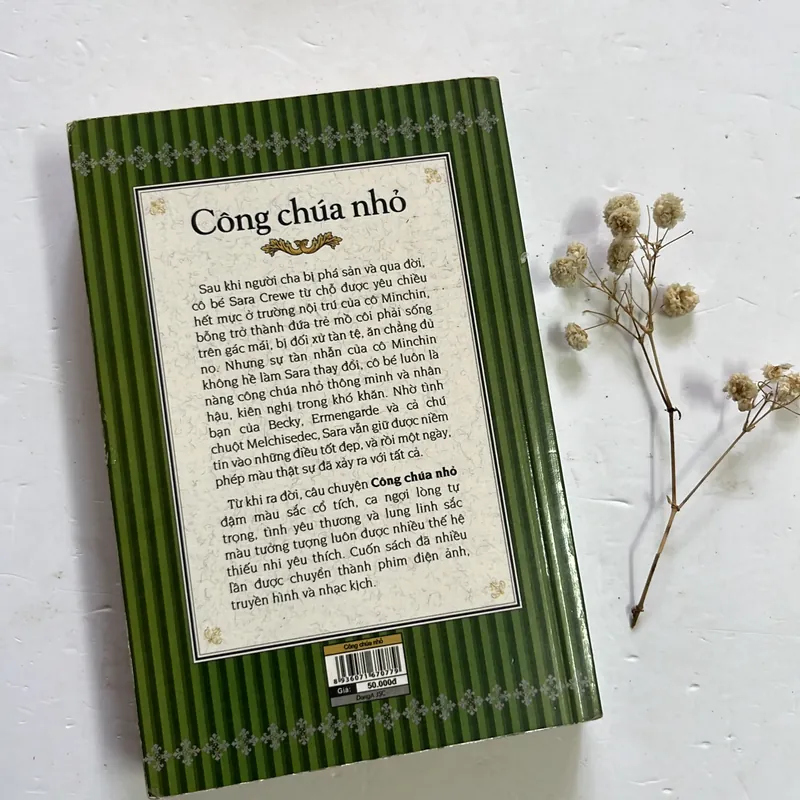 Công chúa nhỏ
Sau khi người cha bị phá sản và qua đời,
cô bé Sara Crewe từ chỗ được yêu chiều
hết mực ở trường nội trú của cô Minchin,
bỗng trở thành đứa trẻ mồ côi phải sống
trên gác mái, bị đối xử tàn tệ, ăn chẳng đủ
no. Nhưng sự tàn nhẫn của cô Minchin
không hề làm Sara thay đổi, cô bé luôn là
nàng công chúa nhỏ thông minh và nhân
hậu, kiên nghị trong khó khăn. Nhờ tình
bạn của Becky, Ermengarde và cả chú
chuột Melchisedec, Sara vẫn giữ được niềm
tin vào những điều tốt đẹp, và rồi một ngày,
phép màu thật sự đã xảy ra với tất cả.
Từ khi ra đời, câu chuyện Công chúa nhỏ
đậm màu sắc cổ tích, ca ngợi lòng tự
trọng, tình yêu thương và lung linh sắc
màu tưởng tượng luôn được nhiều thế hệ
thiếu nhi yêu thích. Cuốn sách đã nhiều
lần được chuyển thành phim điện ảnh,
truyền hình và nhạc kịch.
Công chúa nhỏ
8 936071 670779
Giá: 50.000đ
DongA JSC